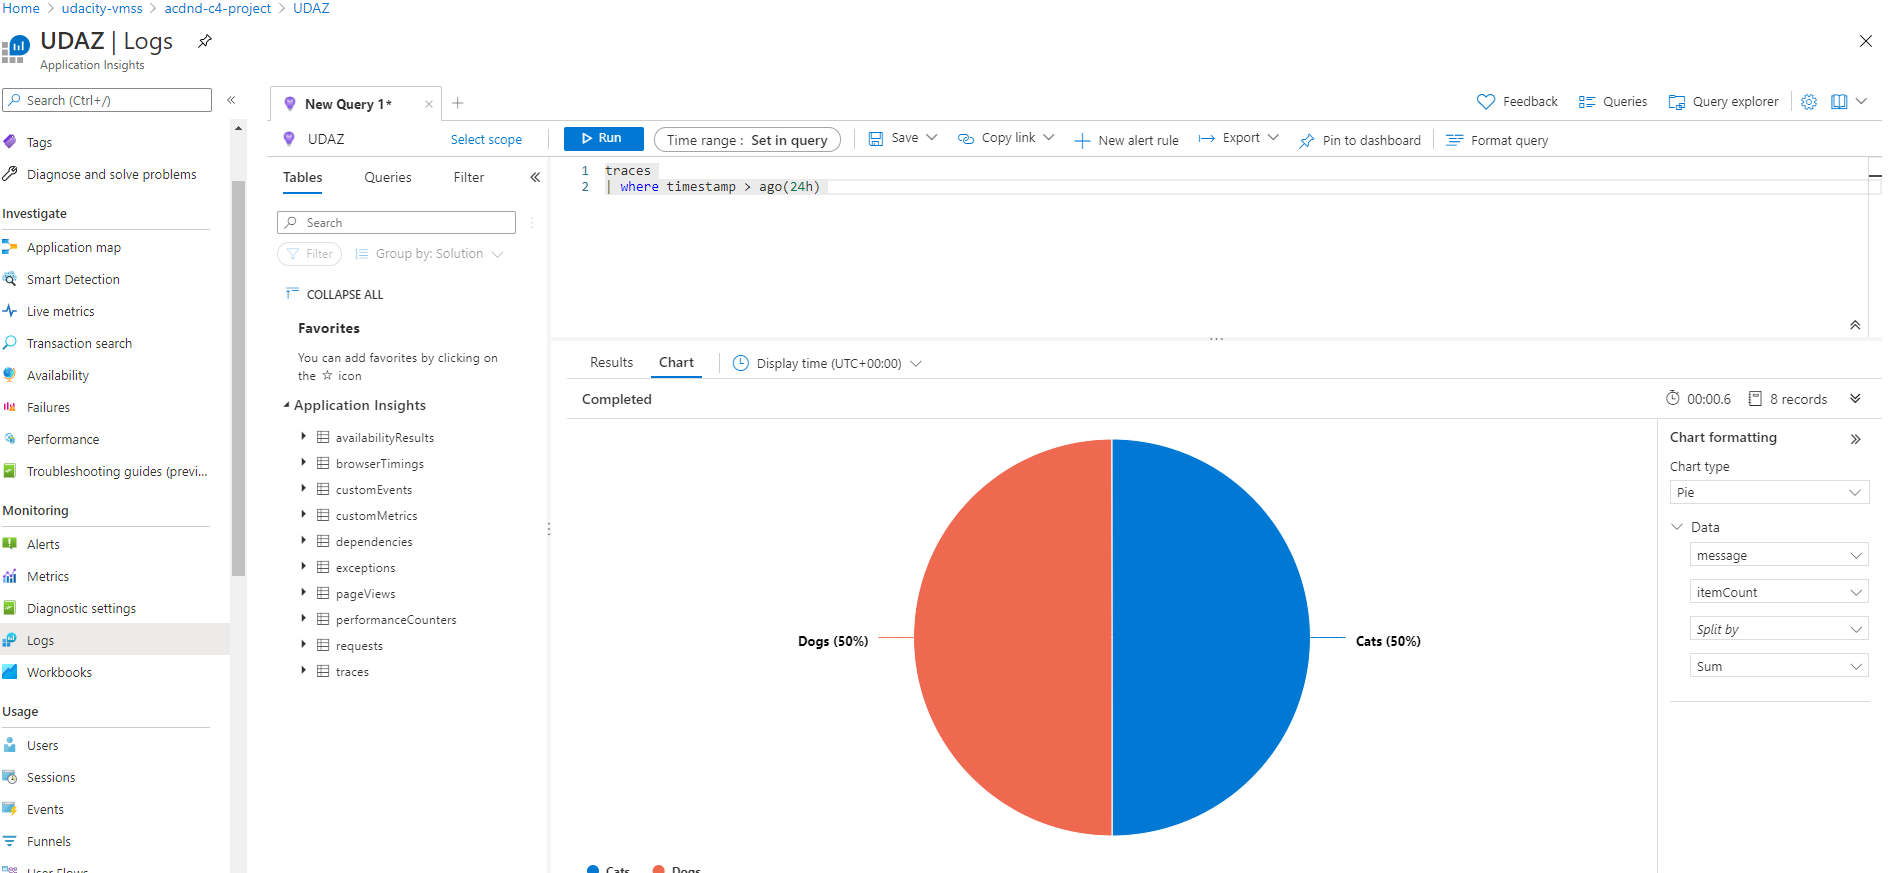 Home > udacity-vmss > acdnd-c4-project > UDAZ
UDAZ | Logs
Application Insights
Search (Ctrl+/)
«
Tags
Diagnose and solve problems
Investigate
Application map
Smart Detection
Live metrics
Transaction search
Availability
Failures
Performance
Troubleshooting guides (previ...
Monitoring
Alerts
Metrics
Diagnostic settings
Logs
Workbooks
Usage
Users
Sessions
Events
Funnels
User Flows
New Query 1*
Feedback
Queries
Query explorer
UDAZ
Select scope
Run
Time range : Set in query
Save
Copy link
New alert rule
Export
Pin to dashboard
Format query
Tables
Queries
Filter
«
Search
Filter
Group by: Solution
COLLAPSE ALL
Favorites
You can add favorites by clicking on
the ☆ icon
Application Insights
availabilityResults
browserTimings
customEvents
customMetrics
dependencies
exceptions
pageViews
performanceCounters
requests
traces
1 traces
2 | where timestamp > ago(24h)
Results
Chart
Display time (UTC+00:00)
Completed
00:00.6
8 records
Dogs (50%)
Cats (50%)
Cats
Dogs
Chart formatting
»
Chart type
Pie
Data
message
itemCount
Split by
Sum